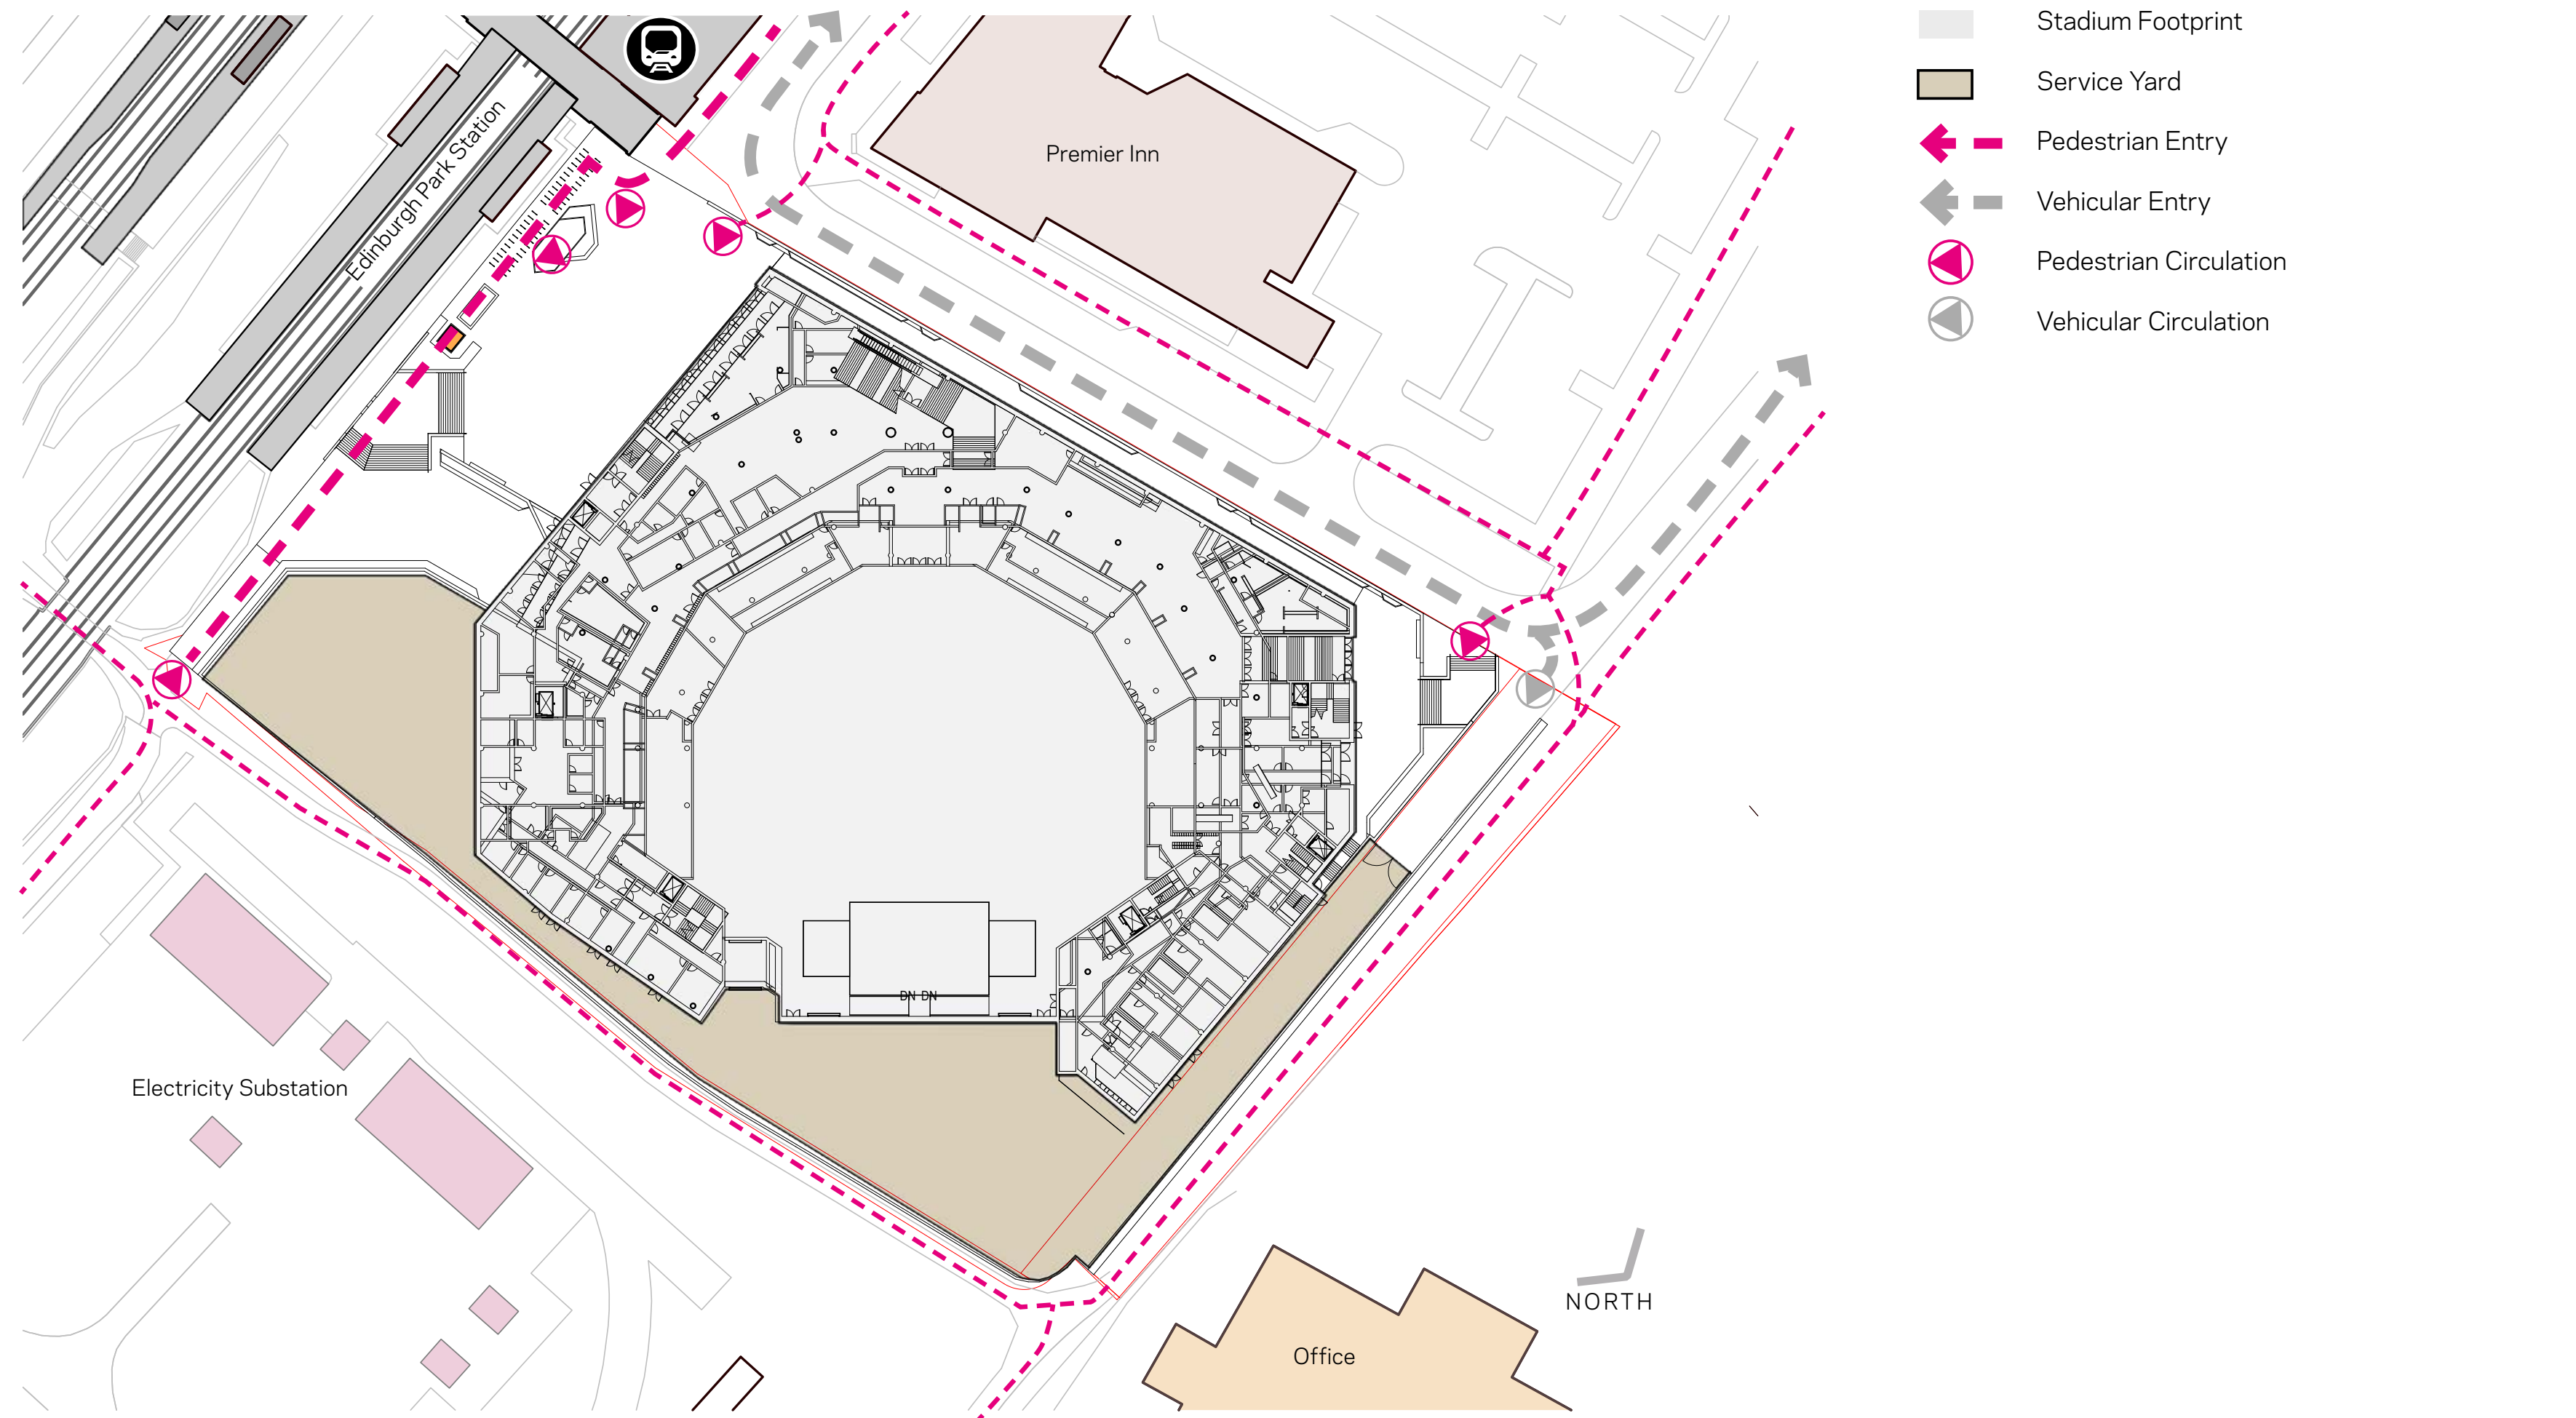 Stadium Footprint
Service Yard
Pedestrian Entry
Vehicular Entry
Pedestrian Circulation
Vehicular Circulation
Edinburgh Park Station
Premier Inn
DN DN
Electricity Substation
NORTH
Office